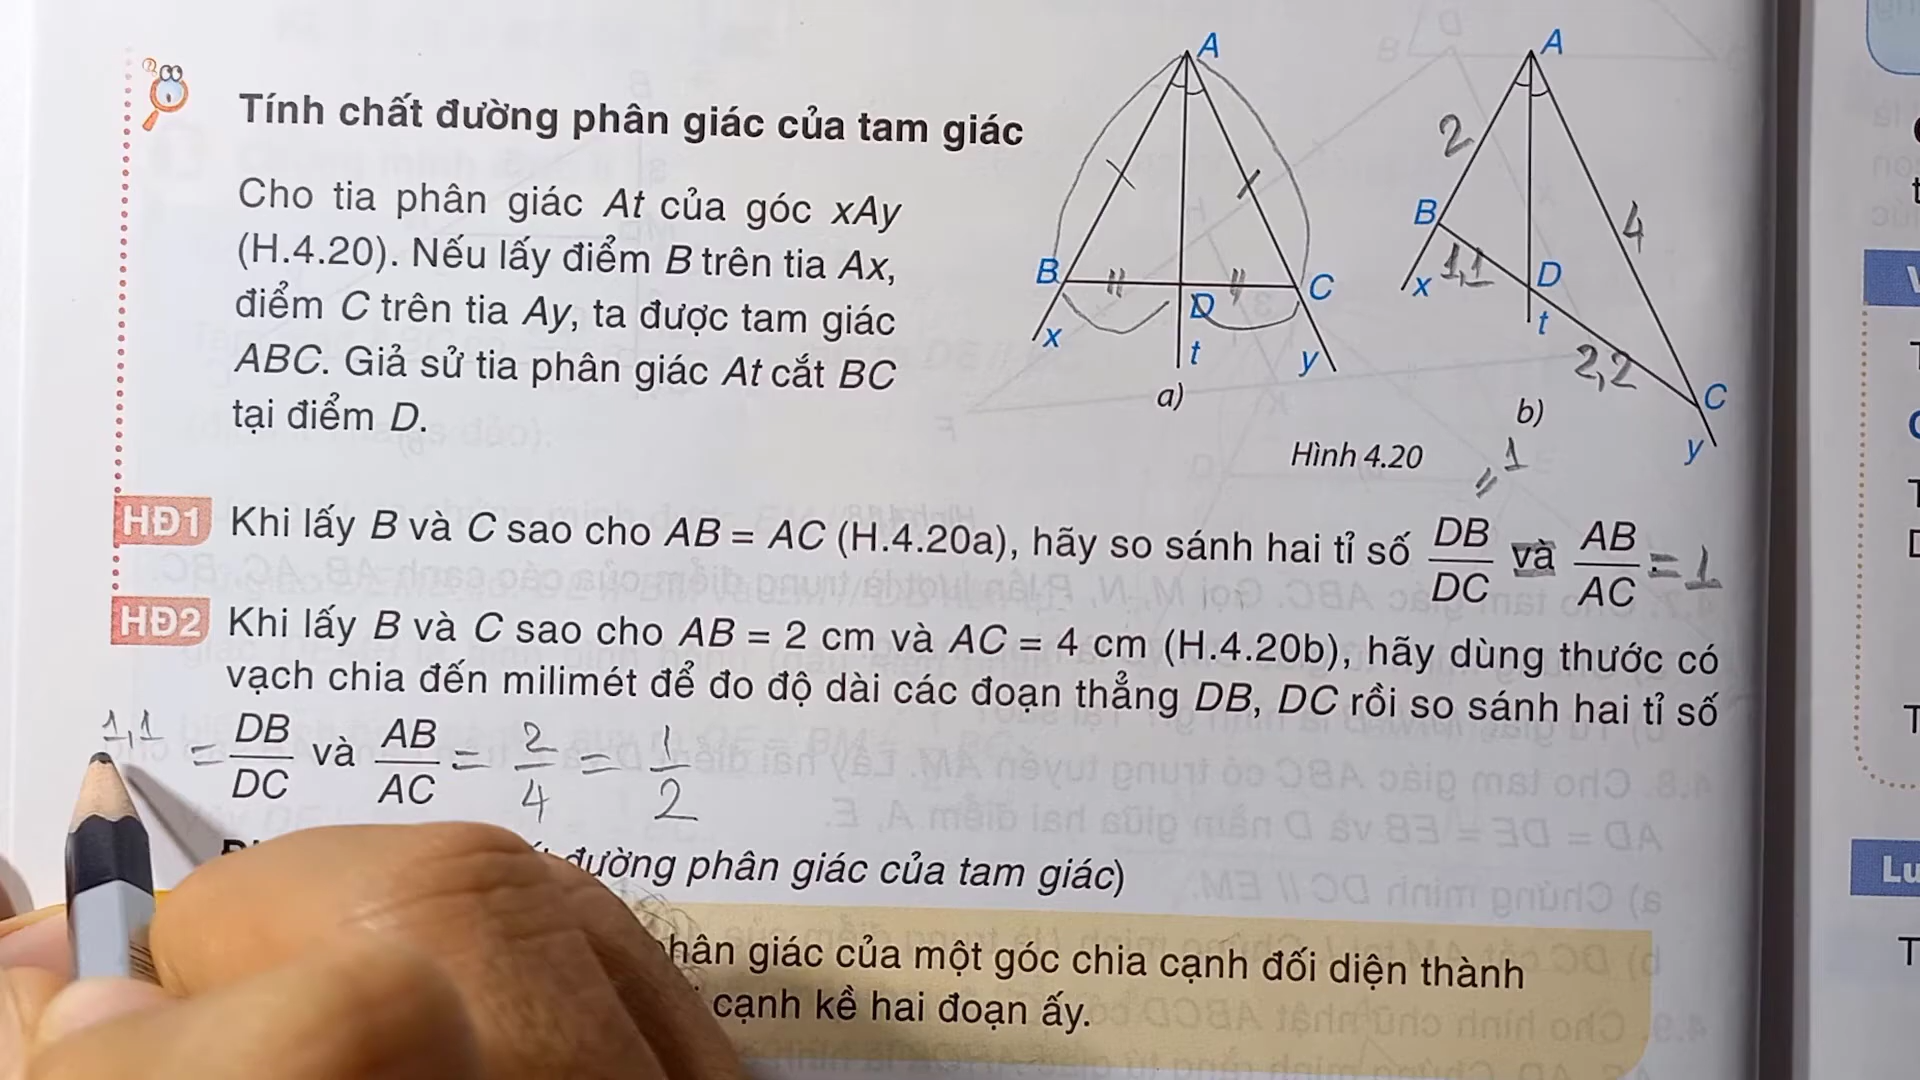 Tính chất đường phân giác của tam giác
Cho tia phân giác At của góc xAy
(H.4.20). Nếu lấy điểm B trên tia Ax,
điểm C trên tia Ay, ta được tam giác
ABC. Giả sử tia phân giác At cắt BC
tại điểm D.
A
B
D
C
x
t
y
a)
A
2
B
4
x
1,1
D
t
2,2
C
y
b)
Hình 4.20
1
HĐ1 Khi lấy B và C sao cho AB = AC (H.4.20a), hãy so sánh hai tỉ số DB/DC và AB/AC = 1
HĐ2 Khi lấy B và C sao cho AB = 2 cm và AC = 4 cm (H.4.20b), hãy dùng thước có
vạch chia đến milimét để đo độ dài các đoạn thẳng DB, DC rồi so sánh hai tỉ số
1,1 = DB/DC và AB/AC = 2/4 = 1/2
đường phân giác của tam giác)
phân giác của một góc chia cạnh đối diện thành
cạnh kề hai đoạn ấy.